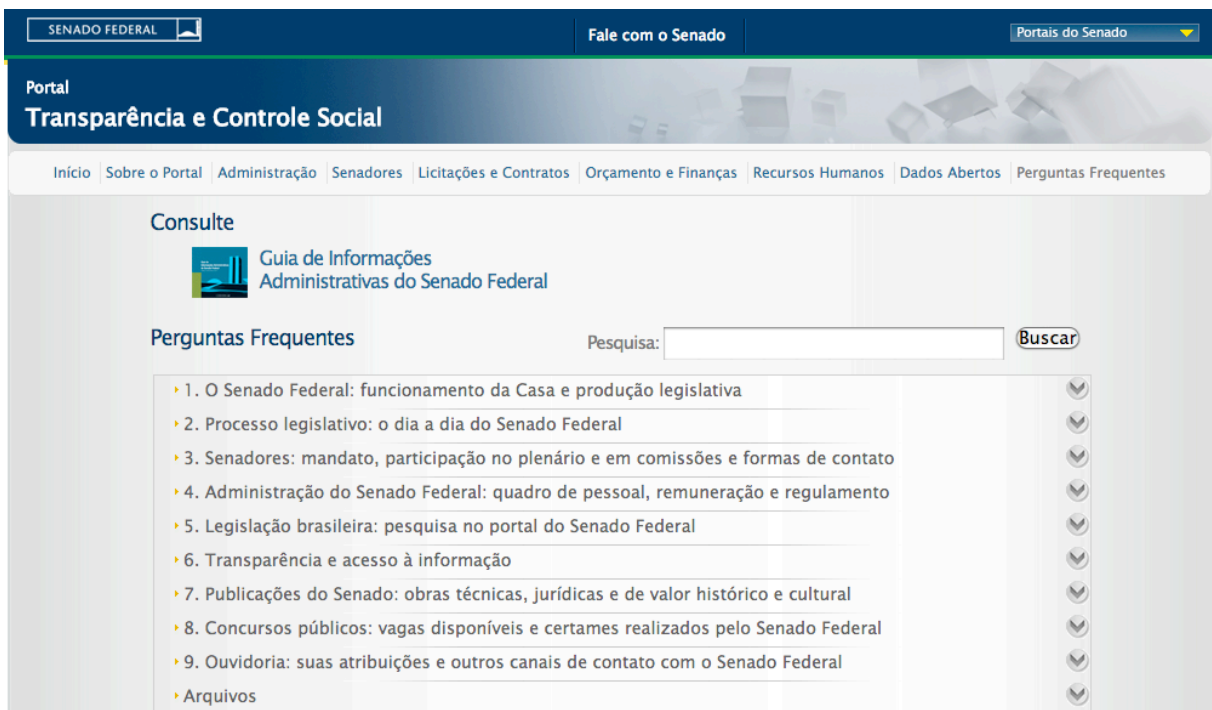 SENADO FEDERAL
Fale com o Senado
Portais do Senado
Portal
Transparência e Controle Social
Início Sobre o Portal Administração Senadores Licitações e Contratos Orçamento e Finanças Recursos Humanos Dados Abertos Perguntas Frequentes
Consulte
Guia de Informações
Administrativas do Senado Federal
Perguntas Frequentes
Pesquisa:
Buscar
1. O Senado Federal: funcionamento da Casa e produção legislativa
2. Processo legislativo: o dia a dia do Senado Federal
3. Senadores: mandato, participação no plenário e em comissões e formas de contato
4. Administração do Senado Federal: quadro de pessoal, remuneração e regulamento
5. Legislação brasileira: pesquisa no portal do Senado Federal
6. Transparência e acesso à informação
7. Publicações do Senado: obras técnicas, jurídicas e de valor histórico e cultural
8. Concursos públicos: vagas disponíveis e certames realizados pelo Senado Federal
9. Ouvidoria: suas atribuições e outros canais de contato com o Senado Federal
Arquivos